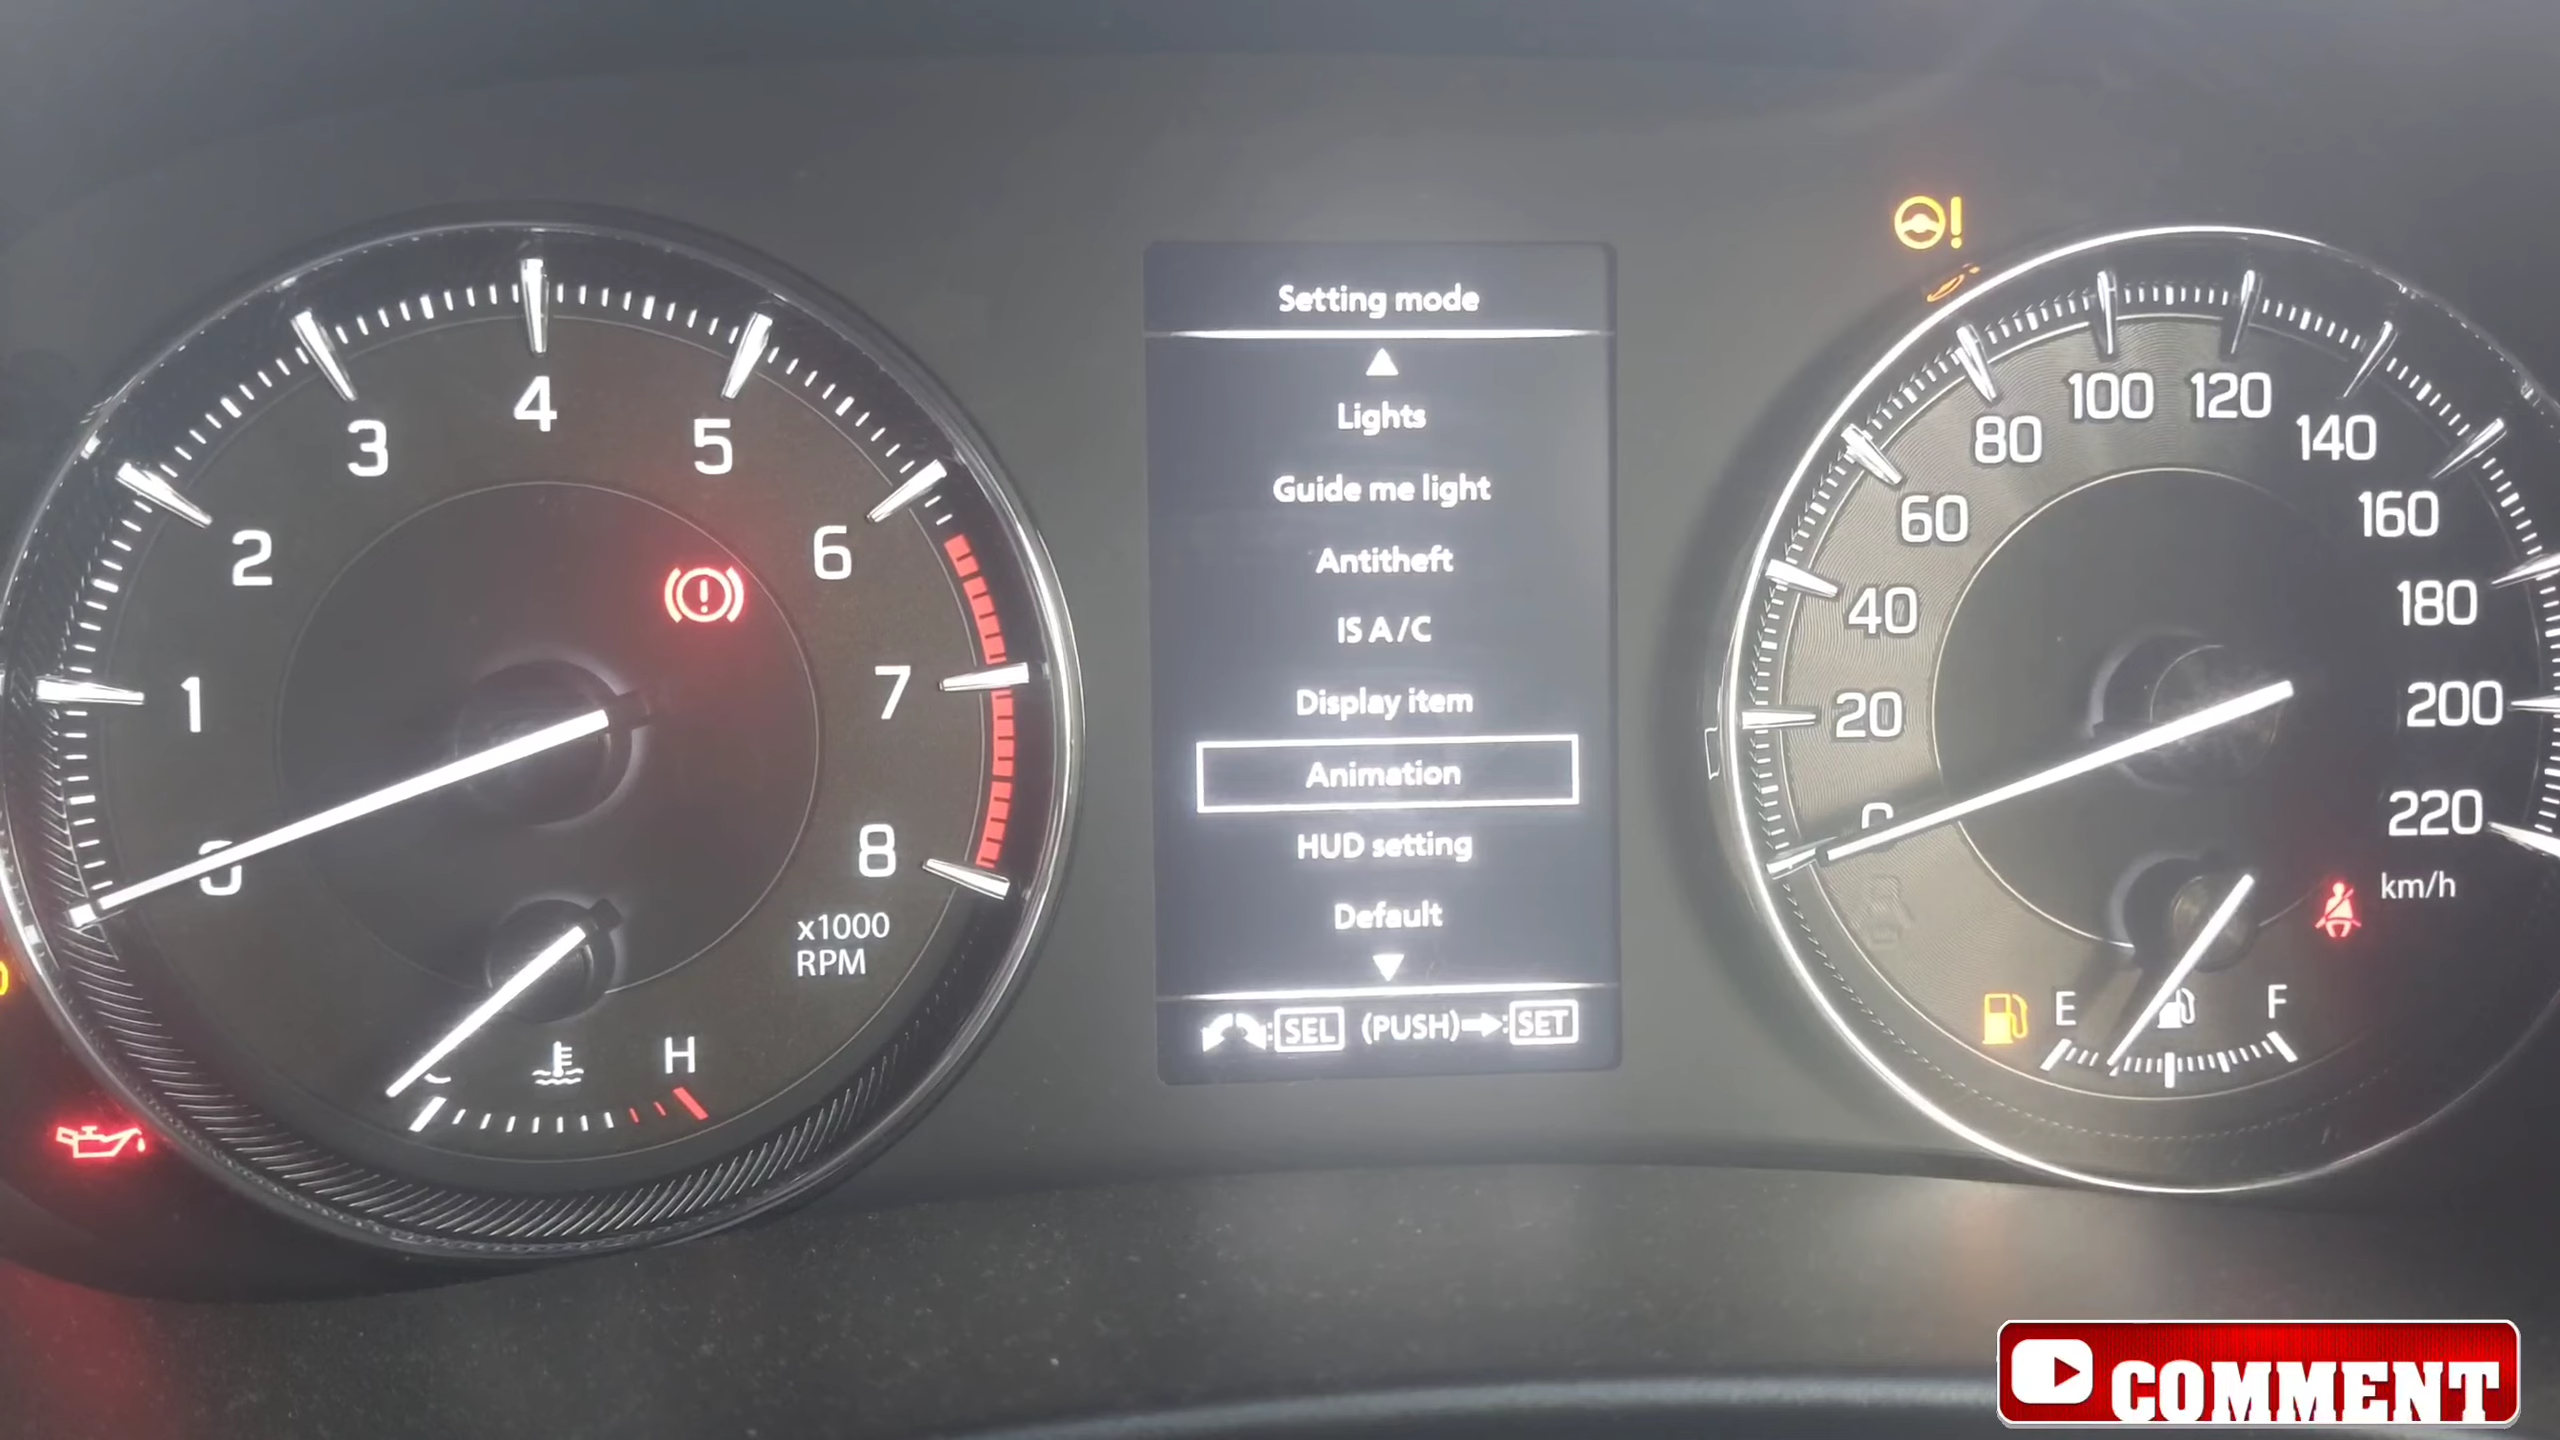 Setting mode
Lights
Guide me light
Antitheft
IS A/C
Display item
Animation
HUD setting
Default
:SEL (PUSH) :SET
0
1
2
3
4
5
6
7
8
x1000
RPM
H
0
20
40
60
80
100
120
140
160
180
200
220
km/h
E
F
COMMENT